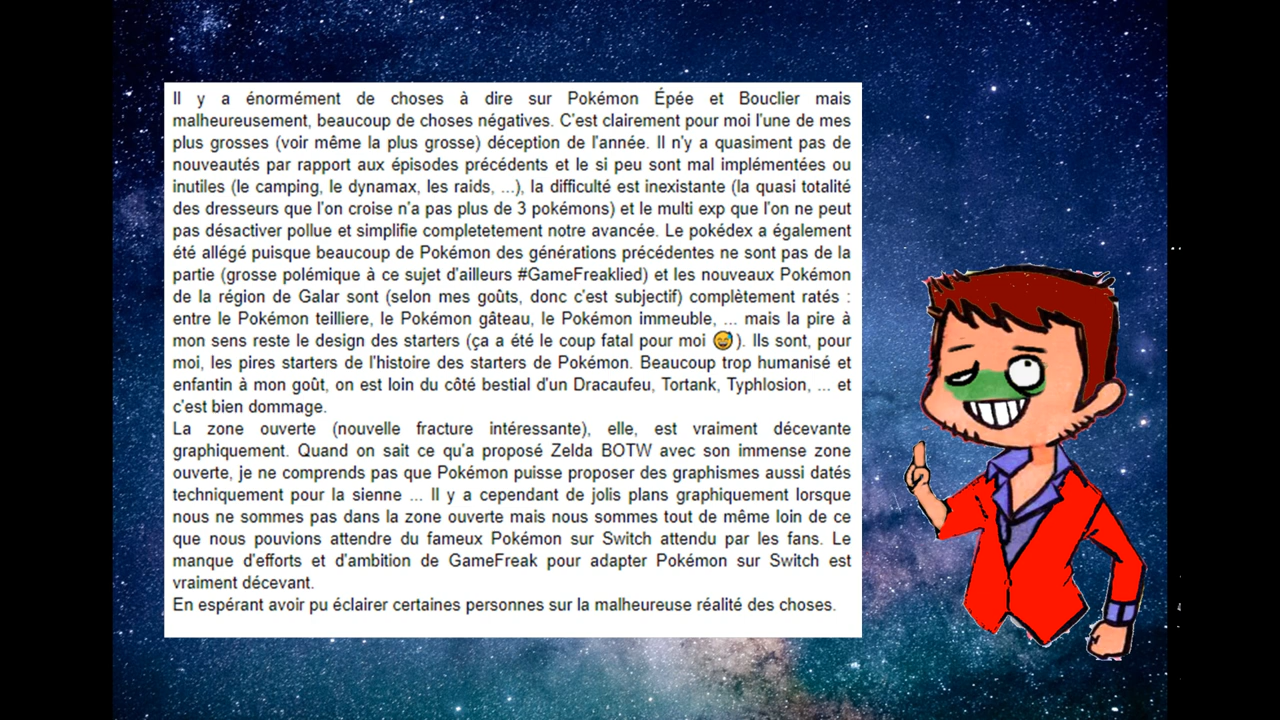 Il y a énormément de choses à dire sur Pokémon Épée et Bouclier mais
malheureusement, beaucoup de choses négatives. C'est clairement pour moi l'une de mes
plus grosses (voir même la plus grosse) déception de l'année. Il n'y a quasiment pas de
nouveautés par rapport aux épisodes précédents et le si peu sont mal implémentées ou
inutiles (le camping, le dynamax, les raids, ...), la difficulté est inexistante (la quasi totalité
des dresseurs que l'on croise n'a pas plus de 3 pokémons) et le multi exp que l'on ne peut
pas désactiver pollue et simplifie completetement notre avancée. Le pokédex a également
été allégé puisque beaucoup de Pokémon des générations précédentes ne sont pas de la
partie (grosse polémique à ce sujet d'ailleurs #GameFreaklied) et les nouveaux Pokémon
de la région de Galar sont (selon mes goûts, donc c'est subjectif) complètement ratés :
entre le Pokémon teilliere, le Pokémon gâteau, le Pokémon immeuble, ... mais la pire à
mon sens reste le design des starters (ça a été le coup fatal pour moi 😅). Ils sont, pour
moi, les pires starters de l'histoire des starters de Pokémon. Beaucoup trop humanisé et
enfantin à mon goût, on est loin du côté bestial d'un Dracaufeu, Tortank, Typhlosion, ... et
c'est bien dommage.
La zone ouverte (nouvelle fracture intéressante), elle, est vraiment décevante
graphiquement. Quand on sait ce qu'a proposé Zelda BOTW avec son immense zone
ouverte, je ne comprends pas que Pokémon puisse proposer des graphismes aussi datés
techniquement pour la sienne ... Il y a cependant de jolis plans graphiquement lorsque
nous ne sommes pas dans la zone ouverte mais nous sommes tout de même loin de ce
que nous pouvions attendre du fameux Pokémon sur Switch attendu par les fans. Le
manque d'efforts et d'ambition de GameFreak pour adapter Pokémon sur Switch est
vraiment décevant.
En espérant avoir pu éclairer certaines personnes sur la malheureuse réalité des choses.